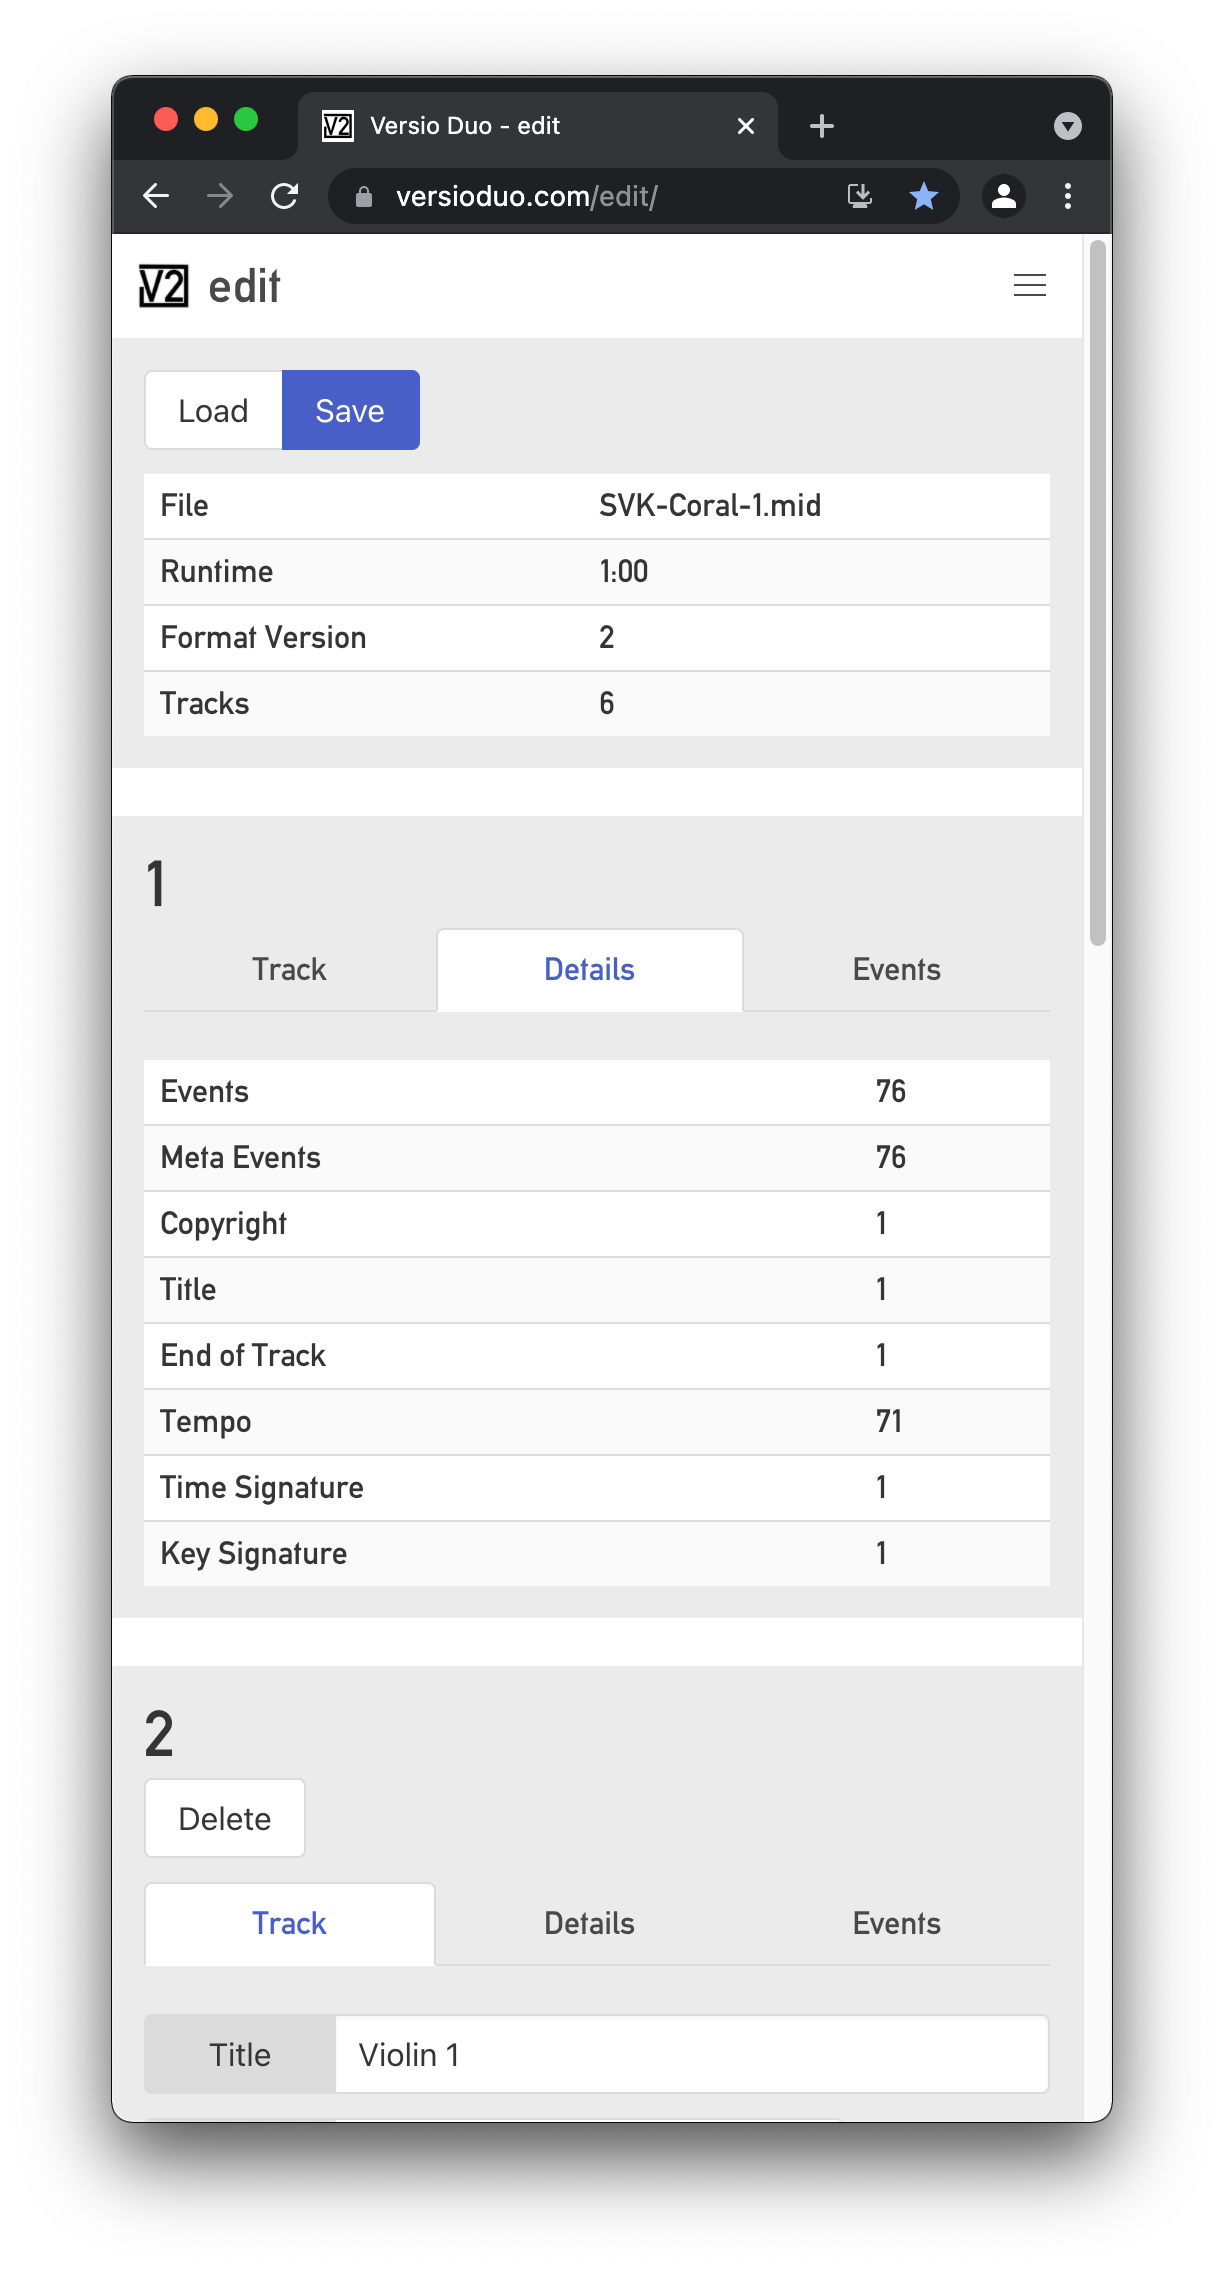 V2 Versio Duo - edit
versioduo.com/edit/
V2 edit
Load Save
File SVK-Coral-1.mid
Runtime 1:00
Format Version 2
Tracks 6
1
Track Details Events
Events 76
Meta Events 76
Copyright 1
Title 1
End of Track 1
Tempo 71
Time Signature 1
Key Signature 1
2
Delete
Track Details Events
Title Violin 1